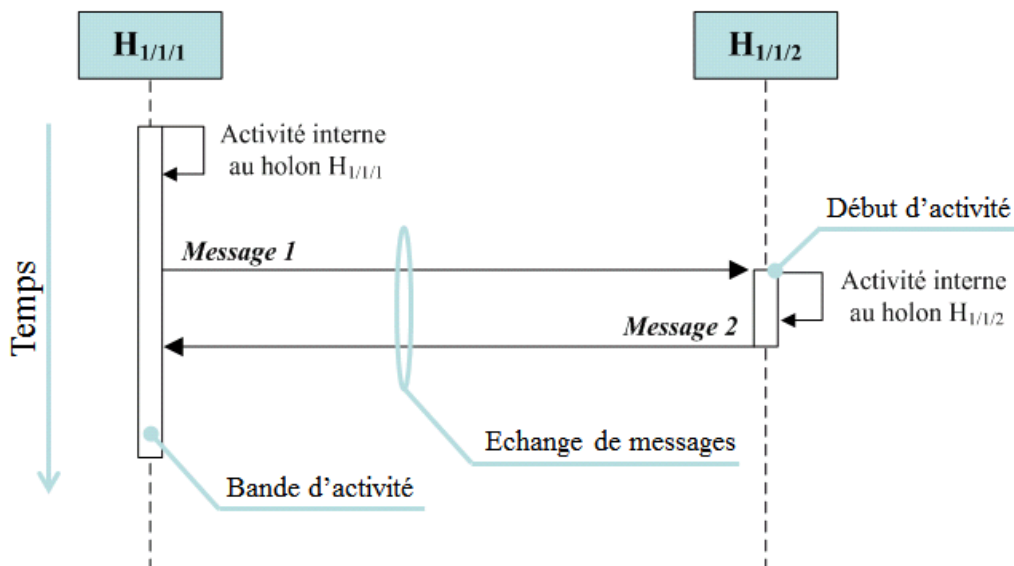 H1/1/1
H1/1/2
Activité interne
au holon H1/1/1
Début d'activité
Message 1
Activité interne
au holon H1/1/2
Temps
Message 2
Echange de messages
Bande d'activité